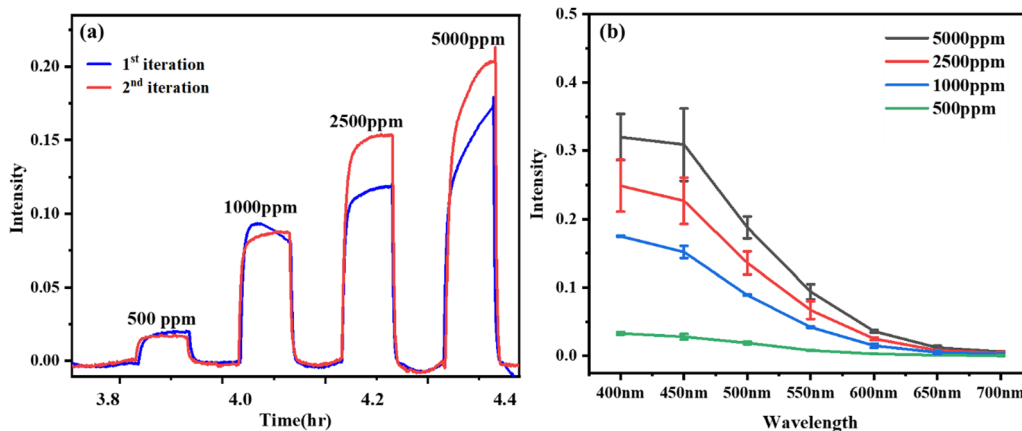 (a)
1st iteration
2nd iteration
500 ppm
1000ppm
2500ppm
5000ppm
Intensity
0.20
0.15
0.10
0.05
0.00
3.8
4.0
4.2
4.4
Time(hr)
(b)
5000ppm
2500ppm
1000ppm
500ppm
Intensity
0.5
0.4
0.3
0.2
0.1
0.0
400nm
450nm
500nm
550nm
600nm
650nm
700nm
Wavelength